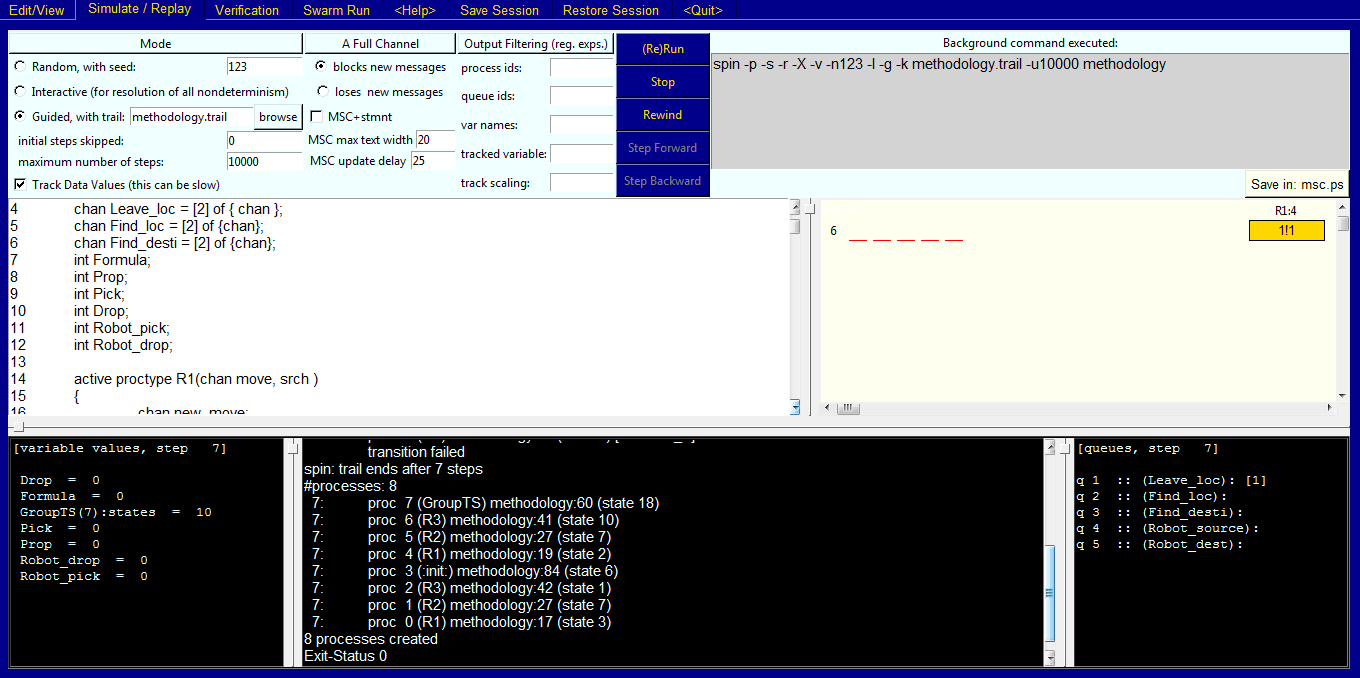 Edit/View Simulate / Replay Verification Swarm Run <Help> Save Session Restore Session <Quit>
Mode
Random, with seed: 123
Interactive (for resolution of all nondeterminism)
Guided, with trail: methodology.trail browse
initial steps skipped: 0
maximum number of steps: 10000
Track Data Values (this can be slow)
A Full Channel
blocks new messages
loses new messages
MSC+stmnt
MSC max text width 20
MSC update delay 25
Output Filtering (reg. exps.)
process ids:
queue ids:
var names:
tracked variable:
track scaling:
(Re)Run
Stop
Rewind
Step Forward
Step Backward
Background command executed:
spin -p -s -r -X -v -n123 -l -g -k methodology.trail -u10000 methodology
Save in: msc.ps
4 chan Leave_loc = [2] of { chan };
5 chan Find_loc = [2] of {chan};
6 chan Find_desti = [2] of {chan};
7 int Formula;
8 int Prop;
9 int Pick;
10 int Drop;
11 int Robot_pick;
12 int Robot_drop;
13
14 active proctype R1(chan move, srch )
15 {
16 chan new_move;
R1:4
6 1!1
[variable values, step 7]
Drop = 0
Formula = 0
GroupTS(7):states = 10
Pick = 0
Prop = 0
Robot_drop = 0
Robot_pick = 0
transition failed
spin: trail ends after 7 steps
#processes: 8
7: proc 7 (GroupTS) methodology:60 (state 18)
7: proc 6 (R3) methodology:41 (state 10)
7: proc 5 (R2) methodology:27 (state 7)
7: proc 4 (R1) methodology:19 (state 2)
7: proc 3 (:init:) methodology:84 (state 6)
7: proc 2 (R3) methodology:42 (state 1)
7: proc 1 (R2) methodology:27 (state 7)
7: proc 0 (R1) methodology:17 (state 3)
8 processes created
Exit-Status 0
[queues, step 7]
q 1 :: (Leave_loc): [1]
q 2 :: (Find_loc):
q 3 :: (Find_desti):
q 4 :: (Robot_source):
q 5 :: (Robot_dest):